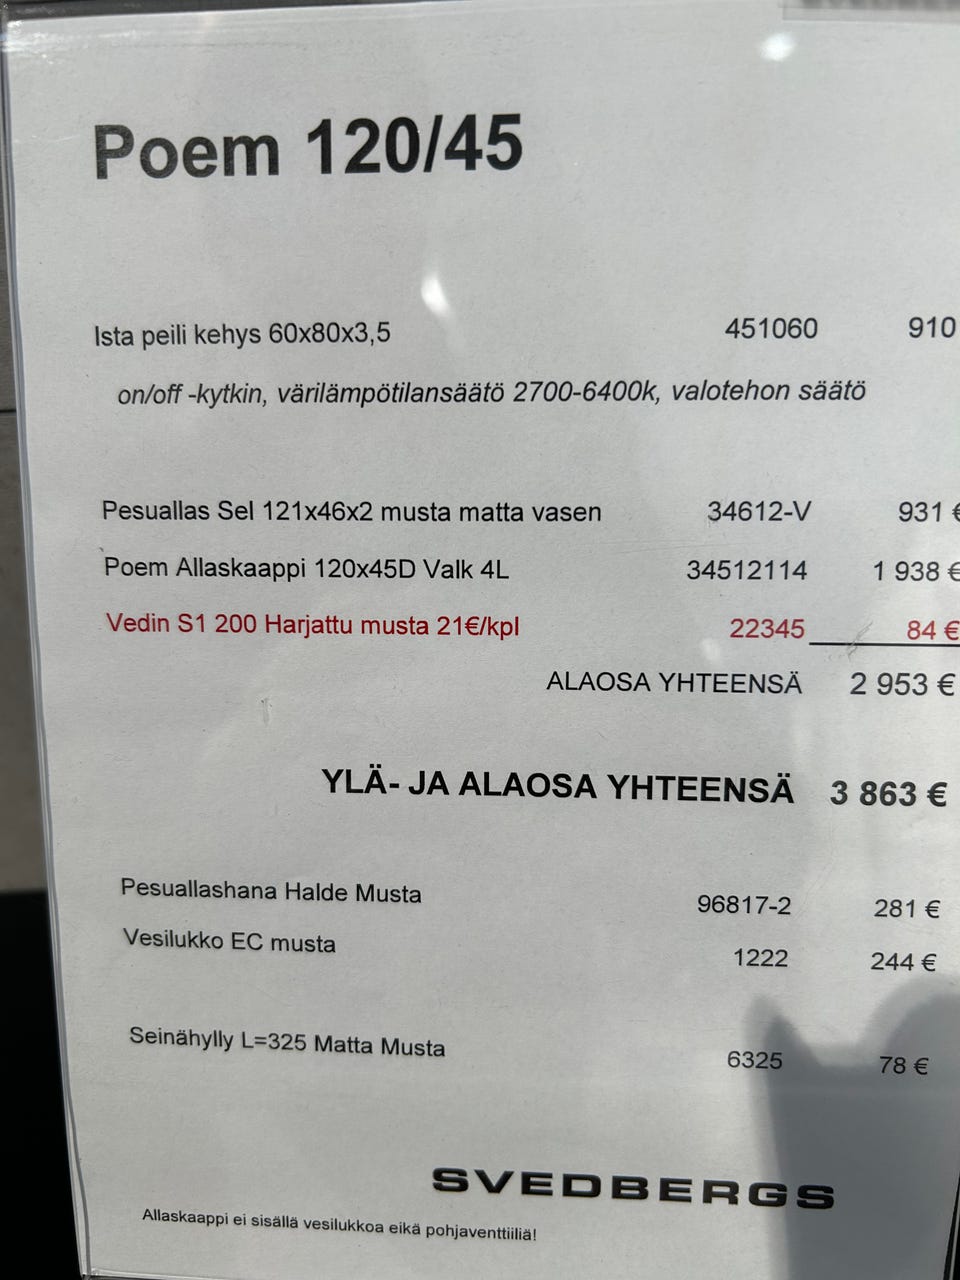 Poem 120/45
Ista peili kehys 60x80x3,5 451060 910
on/off -kytkin, värilämpötilansäätö 2700-6400k, valotehon säätö
Pesuallas Sel 121x46x2 musta matta vasen 34612-V 931 €
Poem Allaskaappi 120x45D Valk 4L 34512114 1 938 €
Vedin S1 200 Harjattu musta 21€/kpl 22345 84 €
ALAOSA YHTEENSÄ 2 953 €
YLÄ- JA ALAOSA YHTEENSÄ 3 863 €
Pesuallashana Halde Musta 96817-2 281 €
Vesilukko EC musta 1222 244 €
Seinähylly L=325 Matta Musta 6325 78 €
SVEDBERGS
Allaskaappi ei sisällä vesilukkoa eikä pohjaventtiiliä!